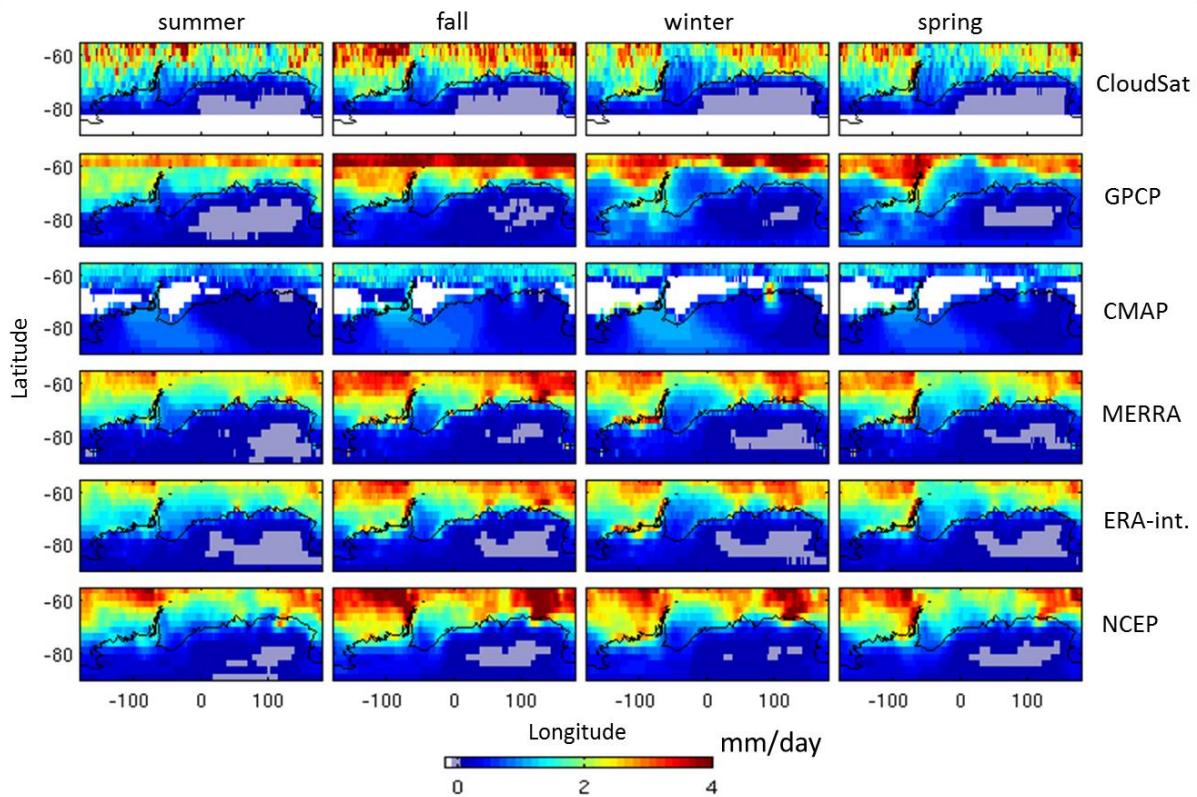 summer fall winter spring
-60
-80
CloudSat
-60
-80
GPCP
-60
-80
CMAP
-60
-80
MERRA
-60
-80
ERA-int.
-60
-80
NCEP
Latitude
-100 0 100 -100 0 100 -100 0 100 -100 0 100
Longitude
mm/day
0 2 4